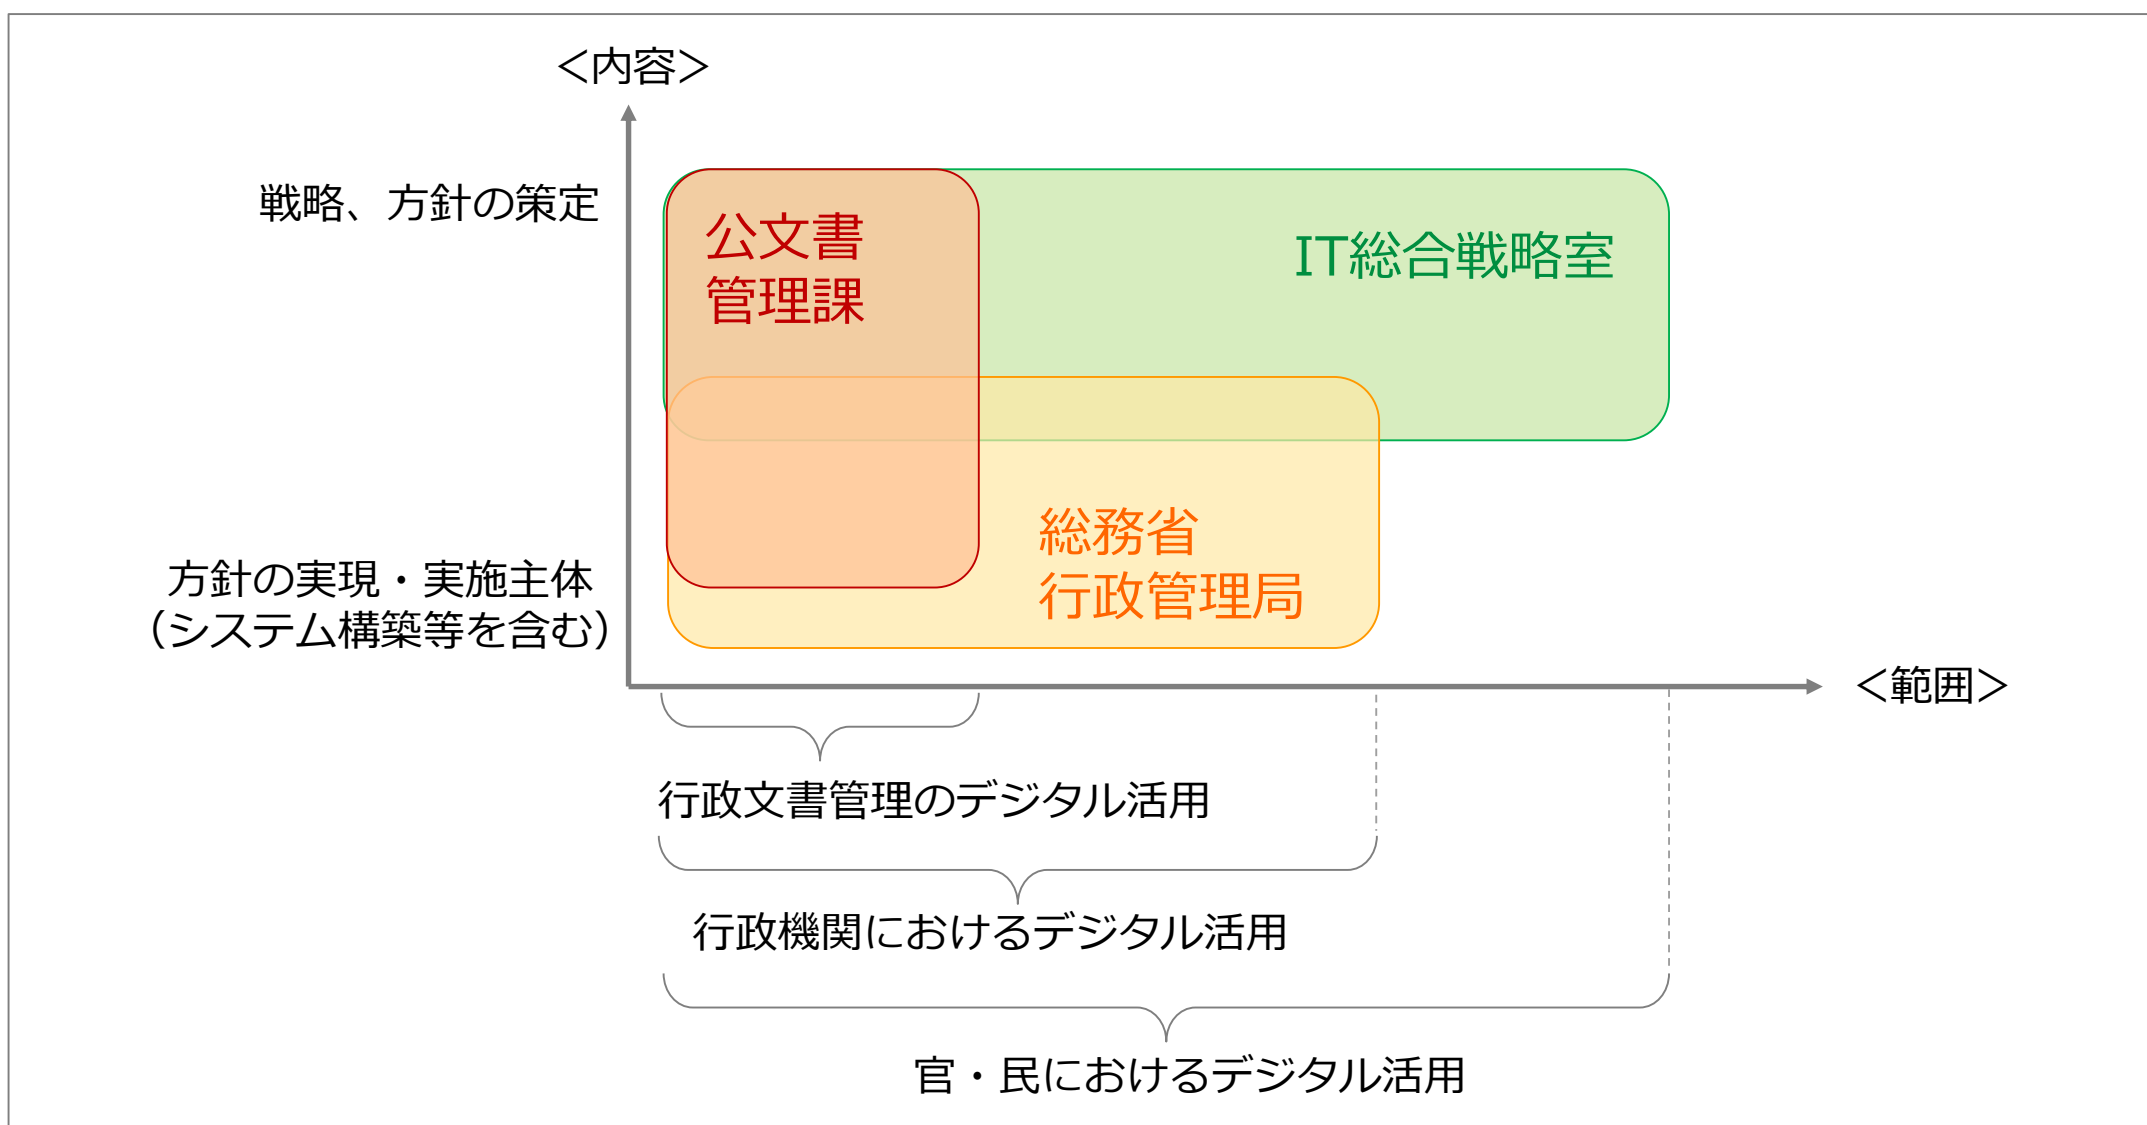 ＜内容＞
戦略、方針の策定
公文書
管理課
IT総合戦略室
総務省
行政管理局
方針の実現・実施主体
（システム構築等を含む）
＜範囲＞
行政文書管理のデジタル活用
行政機関におけるデジタル活用
官・民におけるデジタル活用